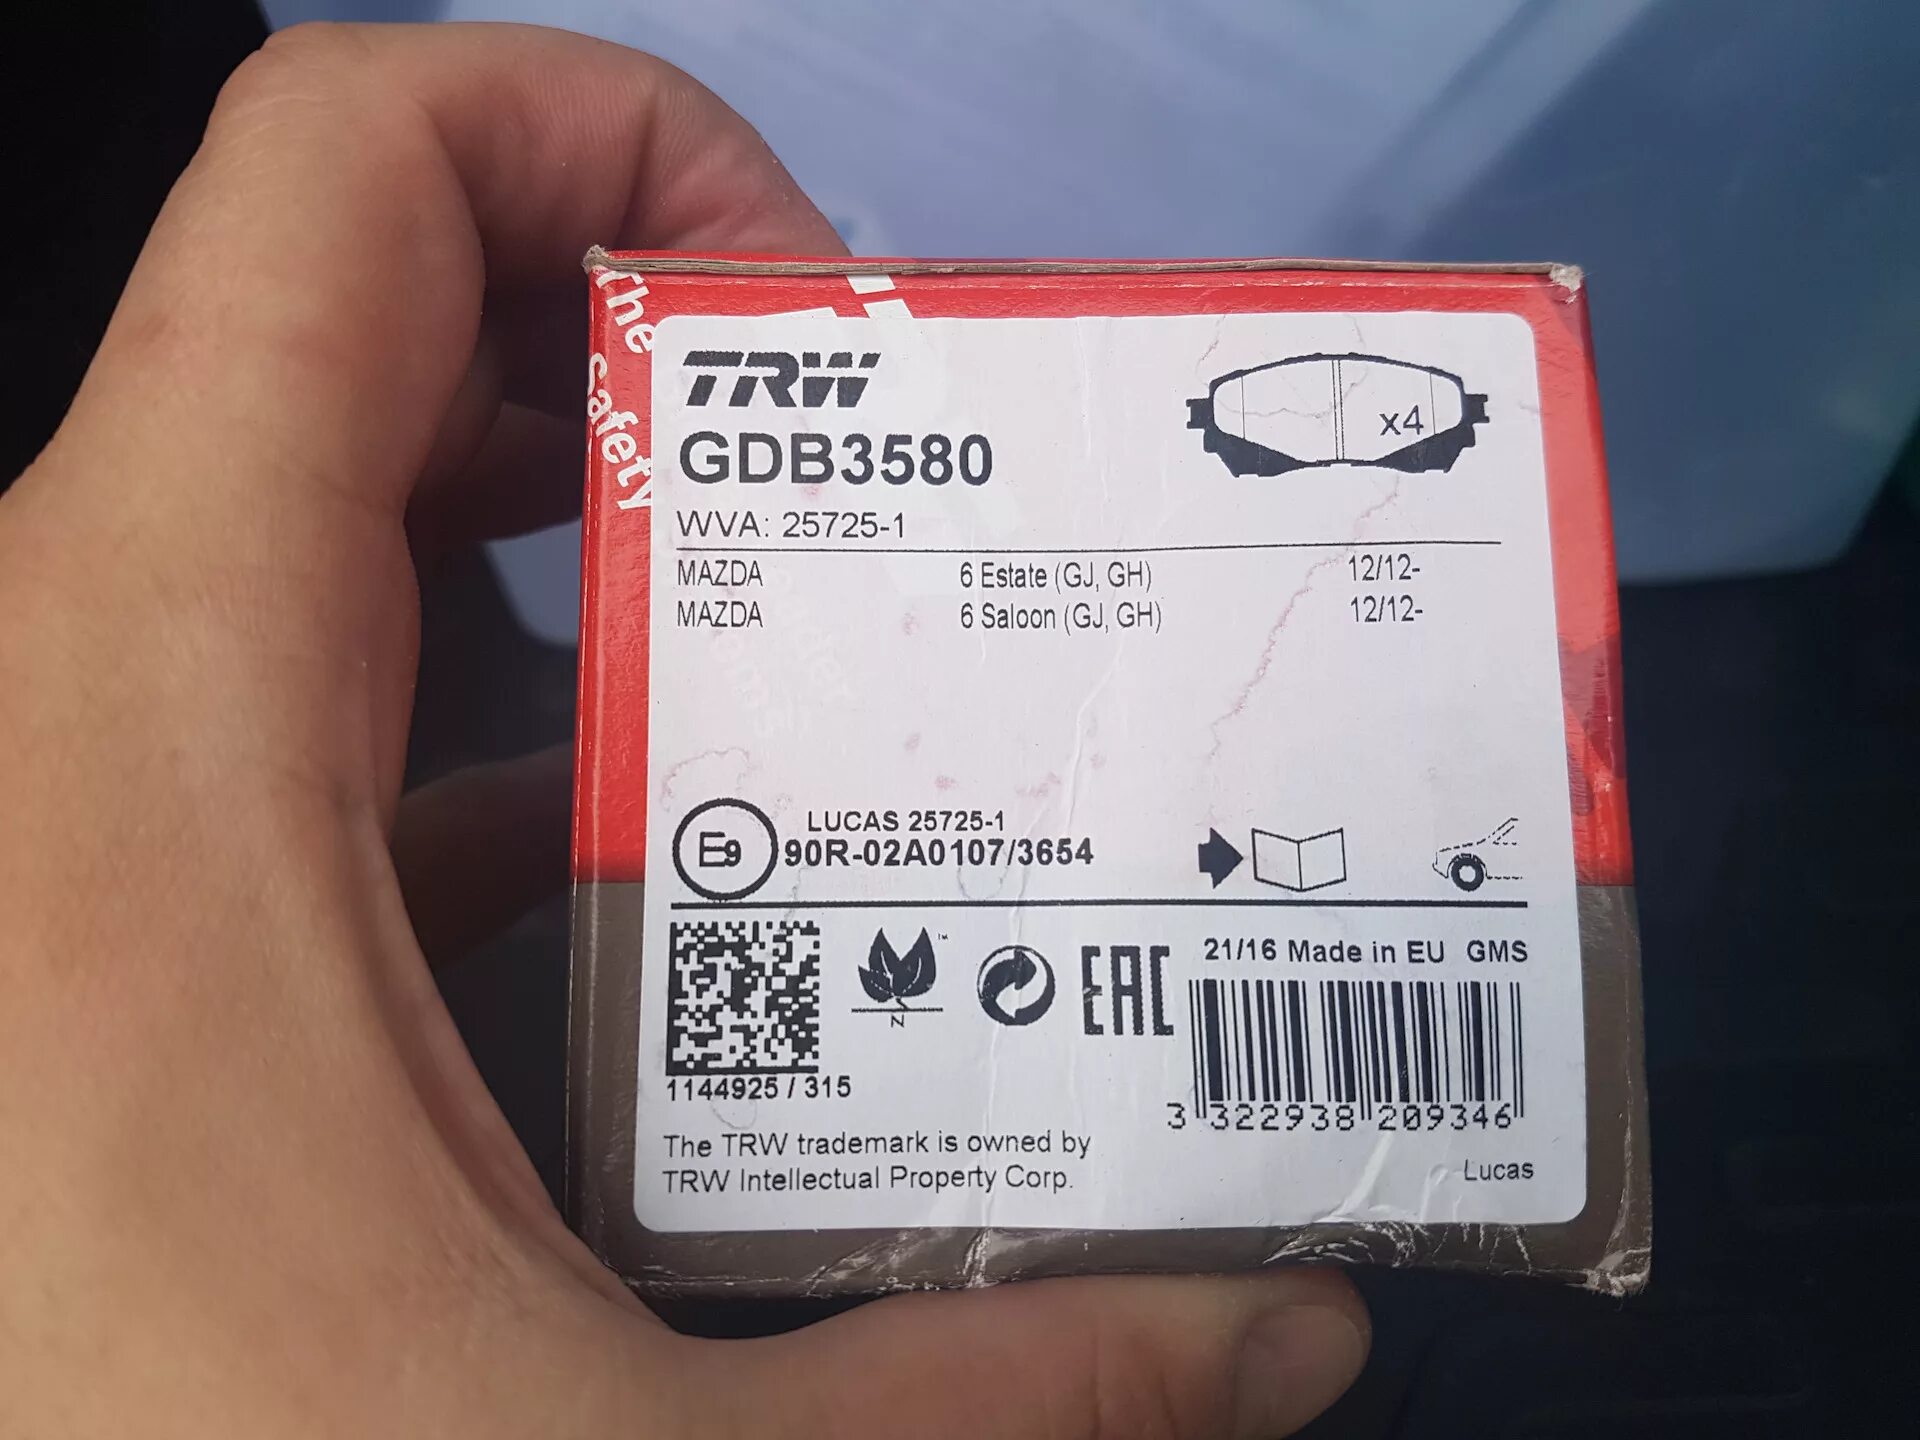 The
Safety
TRW
GDB3580
x4
WVA: 25725-1
MAZDA 6 Estate (GJ, GH) 12/12-
MAZDA 6 Saloon (GJ, GH) 12/12-
LUCAS 25725-1
E9 90R-02A0107/3654
21/16 Made in EU GMS
™
N
EAC
1144925 / 315
3 322938 209346
The TRW trademark is owned by
TRW Intellectual Property Corp.
Lucas